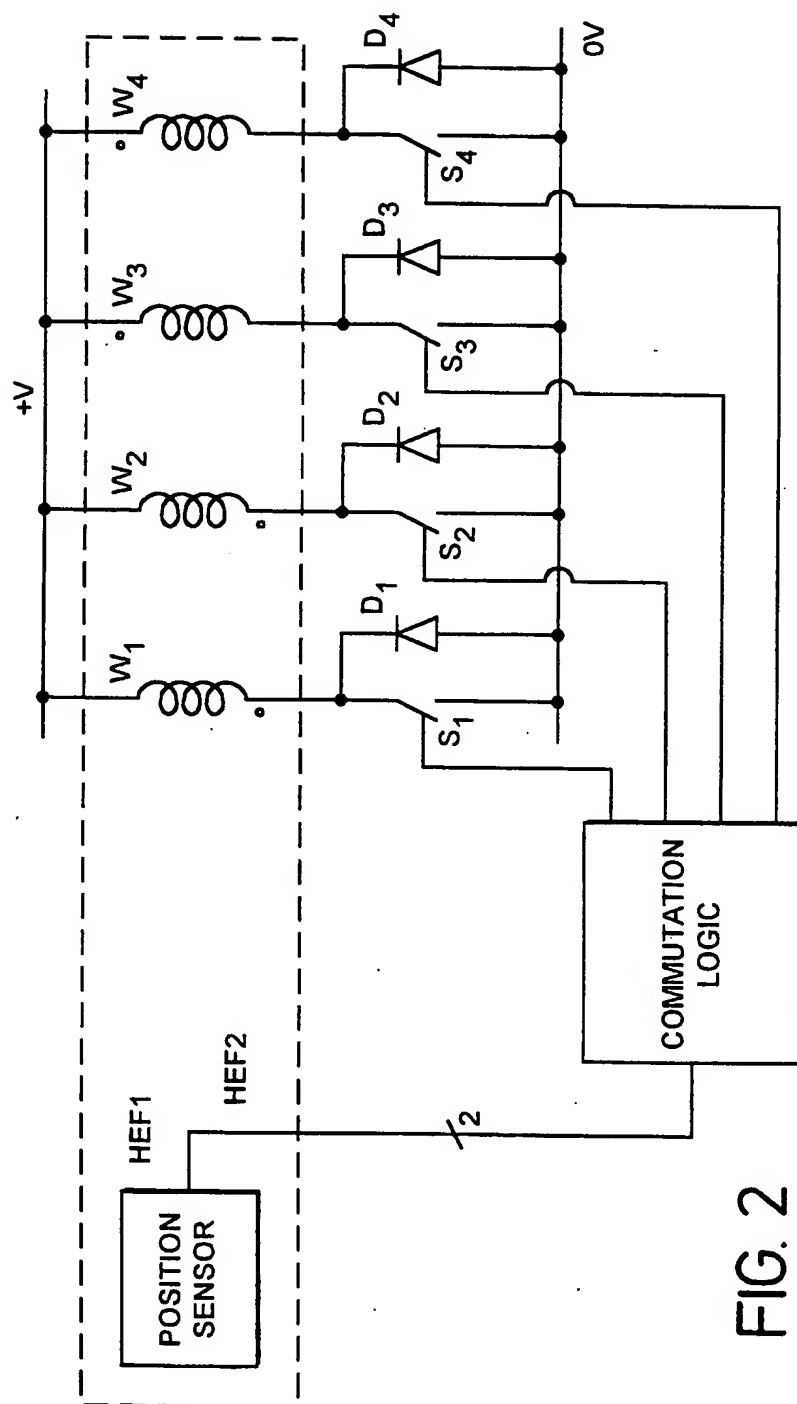 +V
W1
W2
W3
W4
HEF1
HEF2
POSITION
SENSOR
D1
D2
D3
D4
S1
S2
S3
S4
0V
2
COMMUTATION
LOGIC
FIG. 2